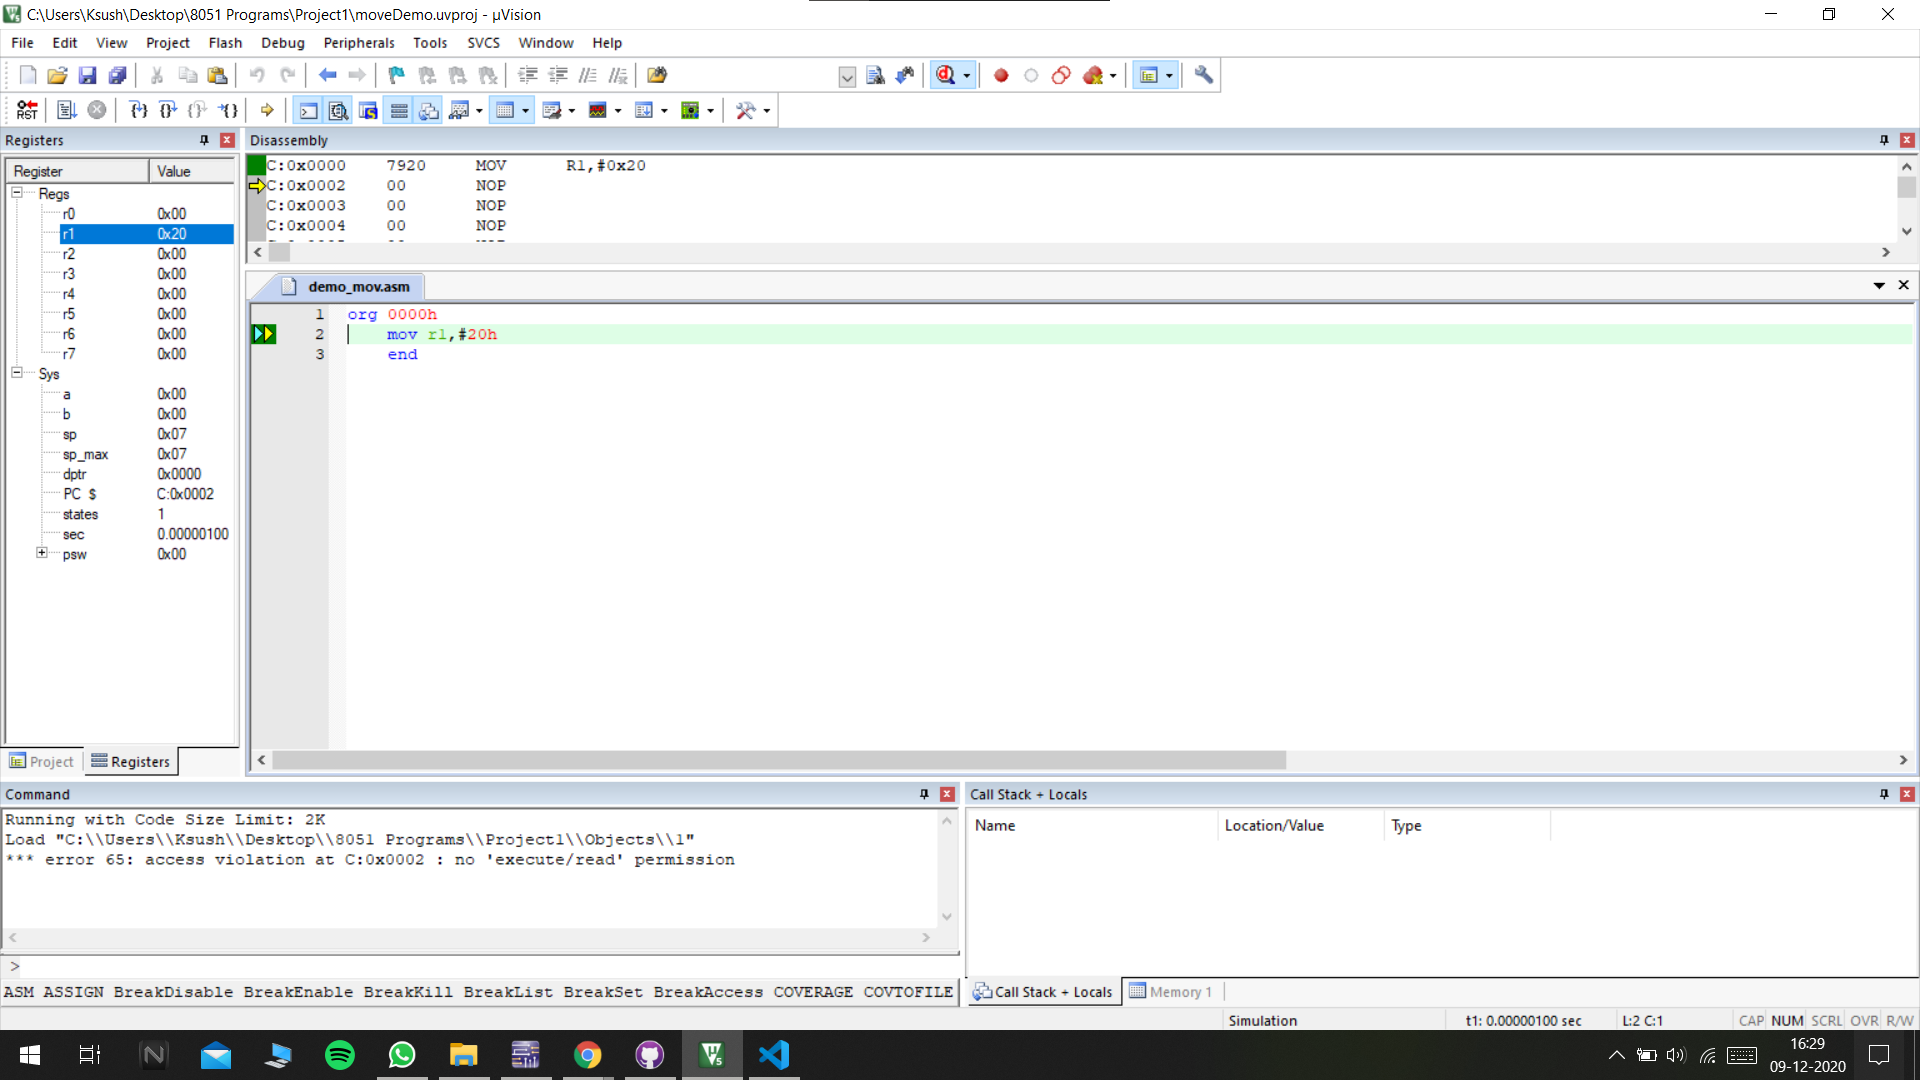 C:\Users\Ksush\Desktop\8051 Programs\Project1\moveDemo.uvproj - µVision
File Edit View Project Flash Debug Peripherals Tools SVCS Window Help
RST
Registers
Register Value
Regs
r0 0x00
r1 0x20
r2 0x00
r3 0x00
r4 0x00
r5 0x00
r6 0x00
r7 0x00
Sys
a 0x00
b 0x00
sp 0x07
sp_max 0x07
dptr 0x0000
PC $ C:0x0002
states 1
sec 0.00000100
psw 0x00
Project Registers
Disassembly
C:0x0000 7920 MOV R1,#0x20
C:0x0002 00 NOP
C:0x0003 00 NOP
C:0x0004 00 NOP
demo_mov.asm
1 org 0000h
2 mov r1,#20h
3 end
Command
Running with Code Size Limit: 2K
Load "C:\\Users\\Ksush\\Desktop\\8051 Programs\\Project1\\Objects\\1"
*** error 65: access violation at C:0x0002 : no 'execute/read' permission
>
ASM ASSIGN BreakDisable BreakEnable BreakKill BreakList BreakSet BreakAccess COVERAGE COVTOFILE
Call Stack + Locals
Name Location/Value Type
Call Stack + Locals Memory 1
Simulation t1: 0.00000100 sec L:2 C:1 CAP NUM SCRL OVR R/W
16:29
09-12-2020